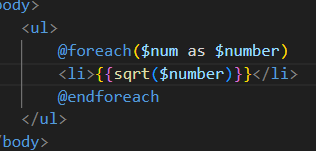 body>
<ul>
@foreach($num as $number)
<li>{{sqrt($number)}}</li>
@endforeach
</ul>
/body>